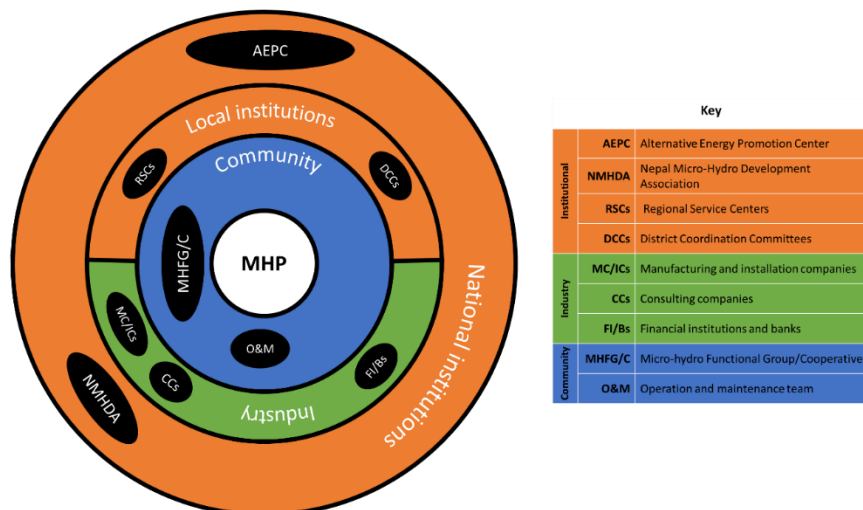 AEPC
Local institutions
Community
RSCs
DCCs
MHFG/C
MHP
O&M
MC/ICs
CCs
FI/Bs
Industry
NMHDA
National institutions
Key
Institutional
AEPC Alternative Energy Promotion Center
NMHDA Nepal Micro-Hydro Development
Association
RSCs Regional Service Centers
DCCs District Coordination Committees
Industry
MC/ICs Manufacturing and installation companies
CCs Consulting companies
FI/Bs Financial institutions and banks
Community
MHFG/C Micro-hydro Functional Group/Cooperative
O&M Operation and maintenance team